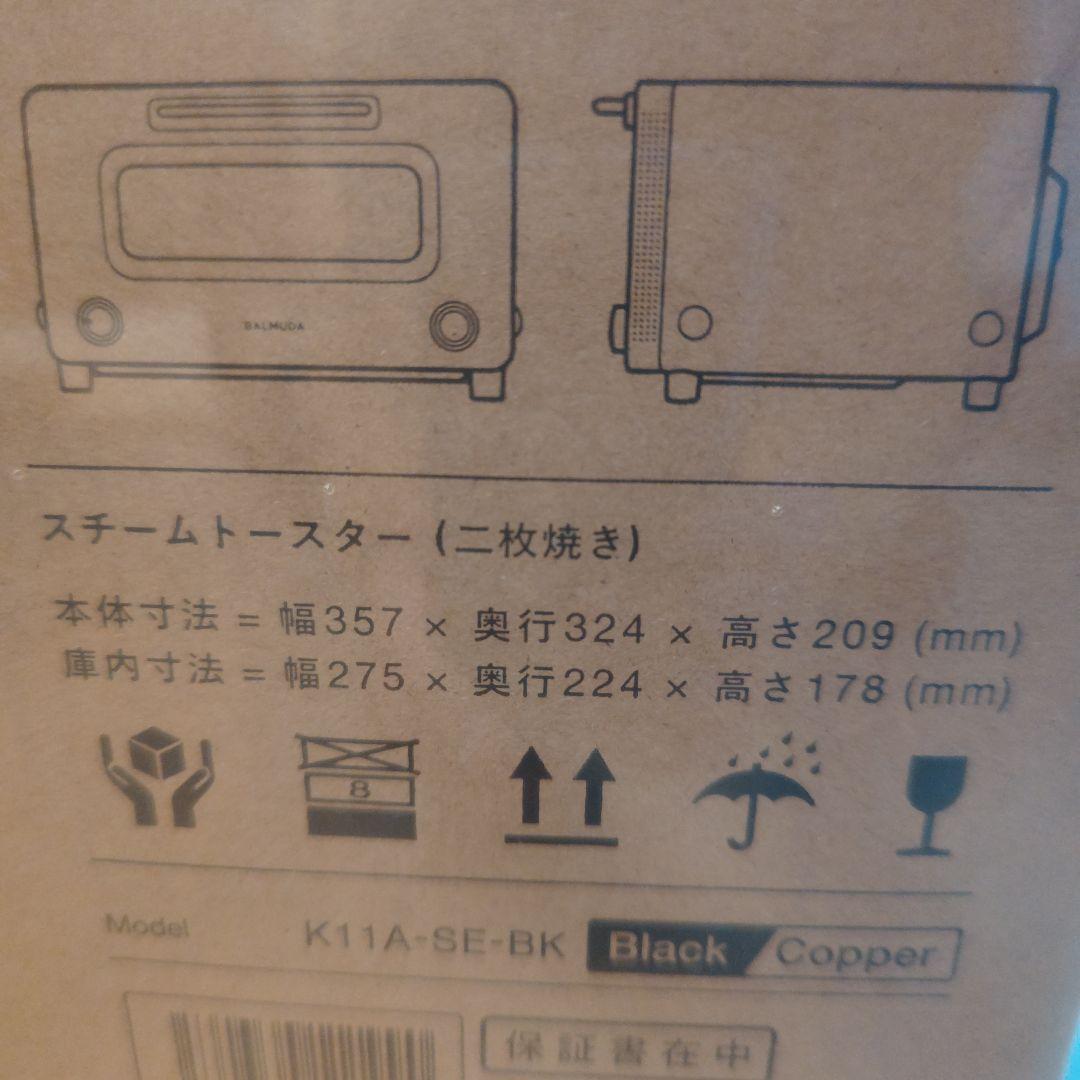 BALMUDA
スチームトースター (二枚焼き)
本体寸法 = 幅357 × 奥行324 × 高さ209 (mm)
庫内寸法 = 幅275 × 奥行224 × 高さ178 (mm)
8
Model K11A-SE-BK Black Copper
保証書在中